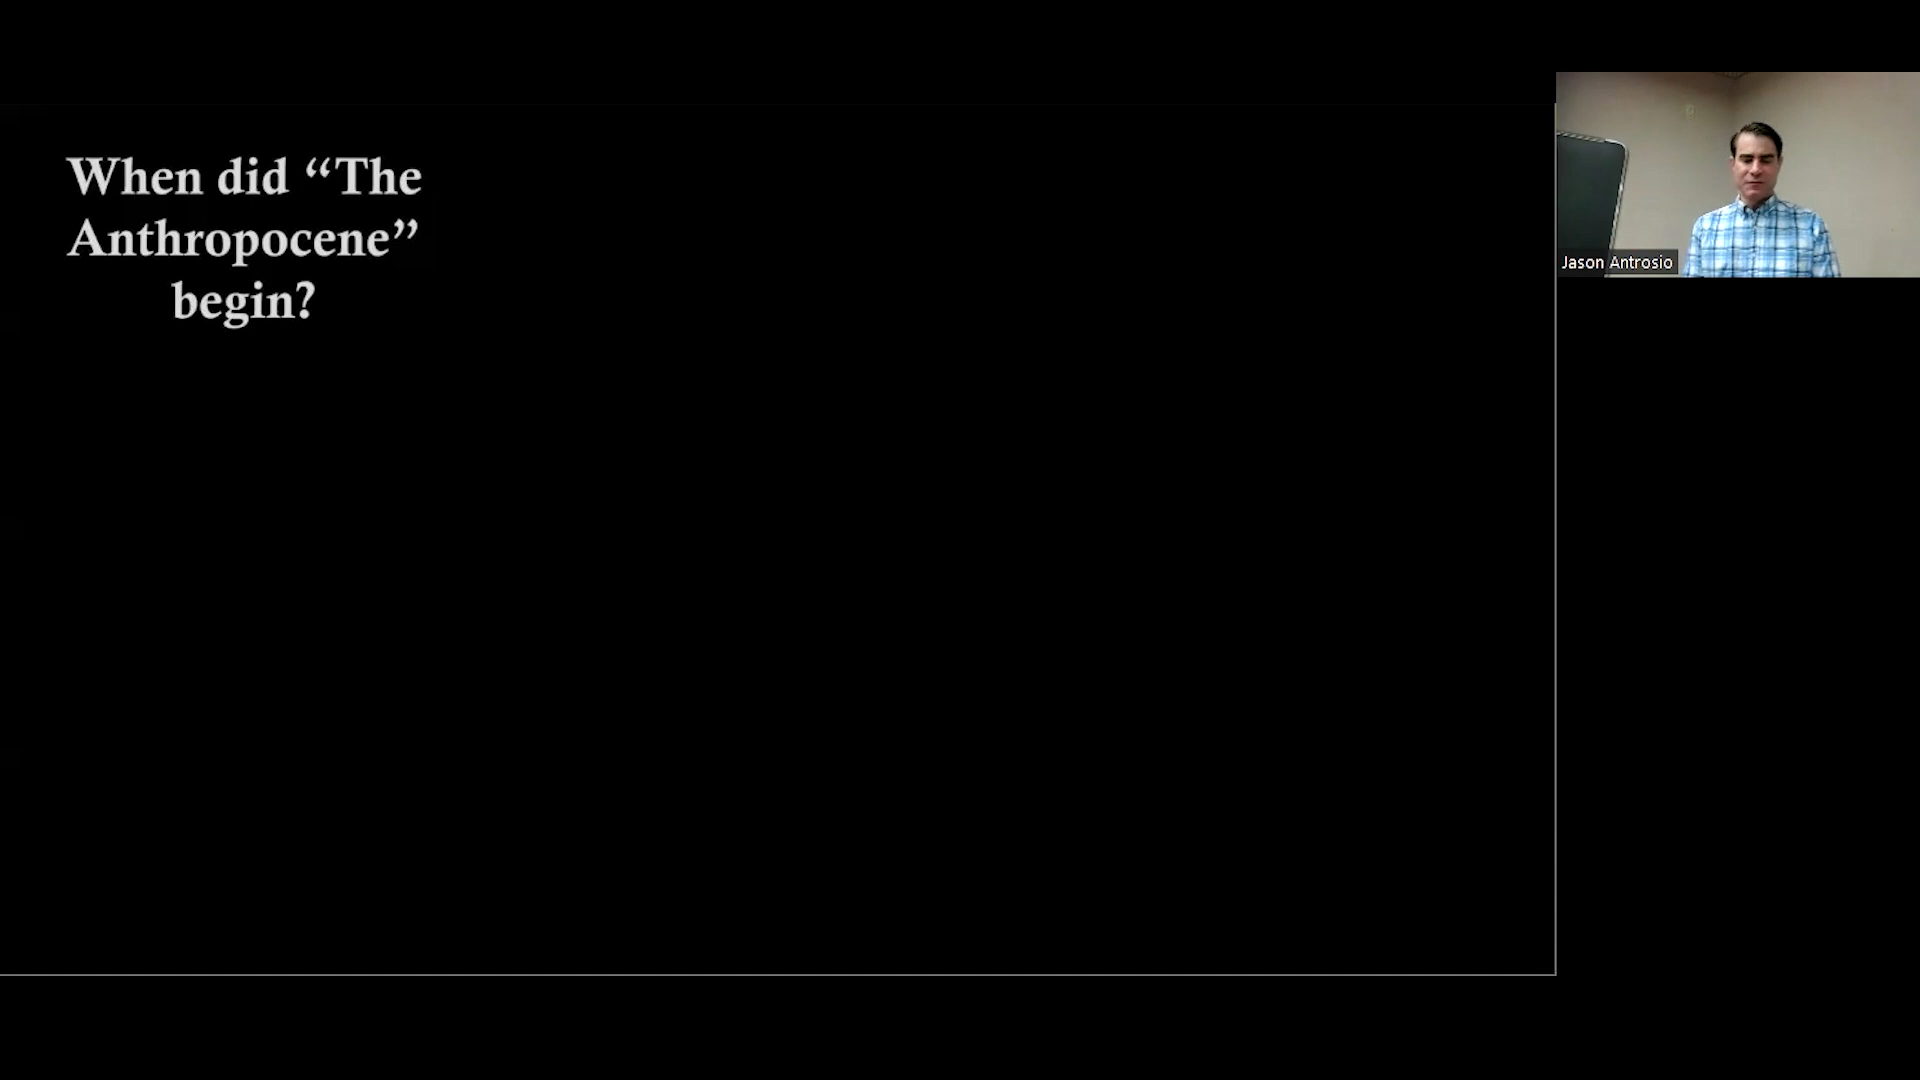 When did “The
Anthropocene”
begin?
Jason Antrosio